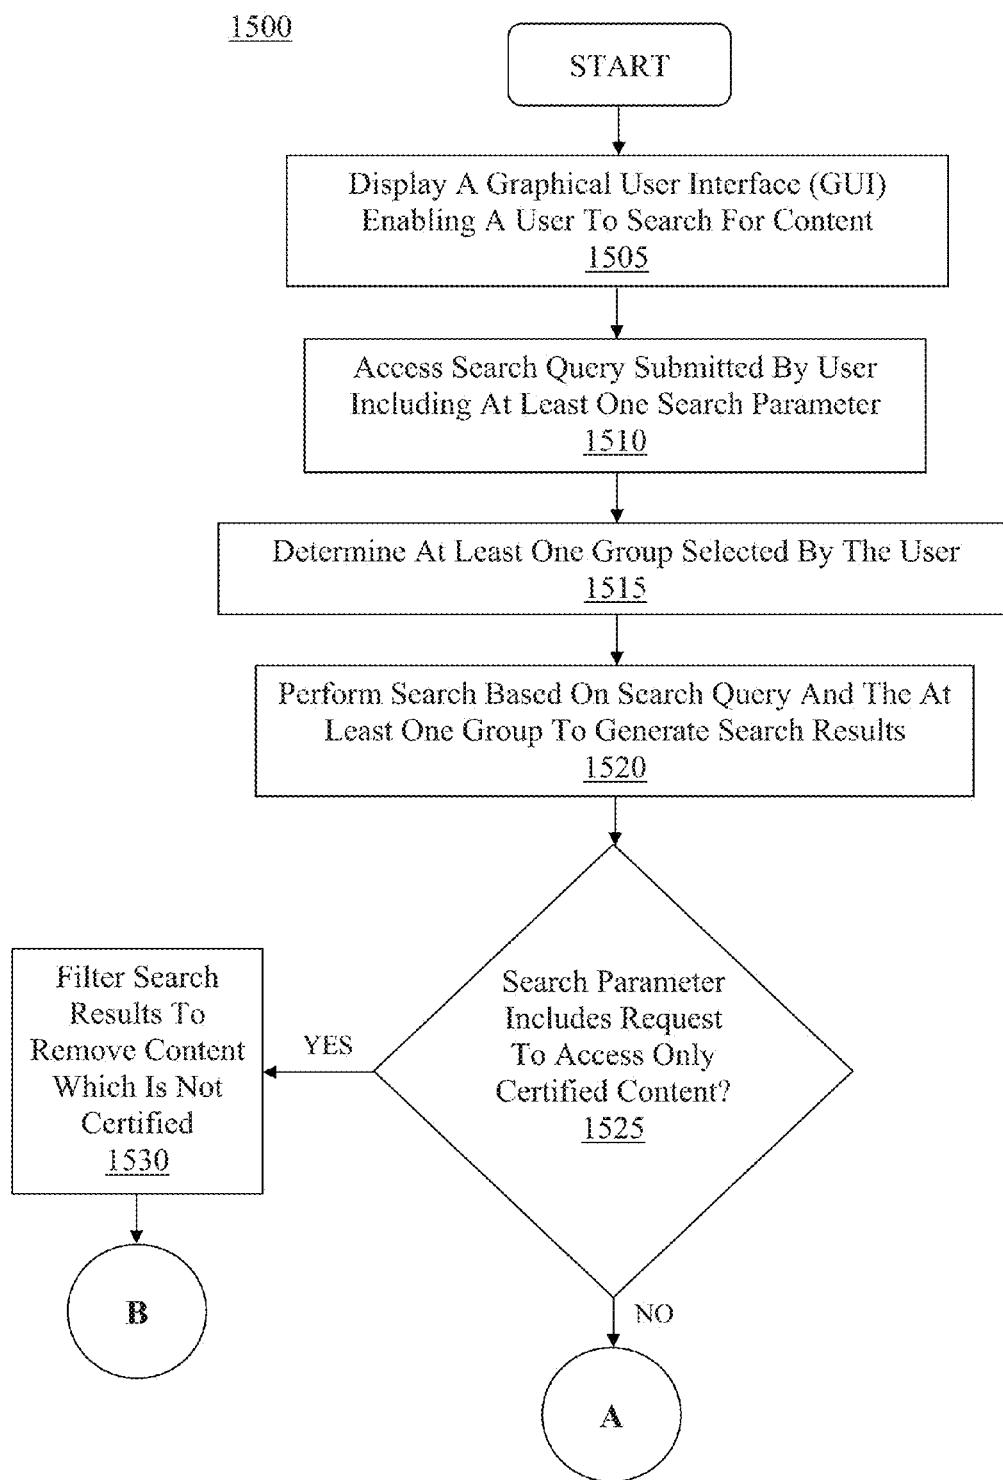 1500
START
Display A Graphical User Interface (GUI)
Enabling A User To Search For Content
1505
Access Search Query Submitted By User
Including At Least One Search Parameter
1510
Determine At Least One Group Selected By The User
1515
Perform Search Based On Search Query And The At
Least One Group To Generate Search Results
1520
Search Parameter
Includes Request
To Access Only
Certified Content?
1525
YES
Filter Search
Results To
Remove Content
Which Is Not
Certified
1530
B
NO
A